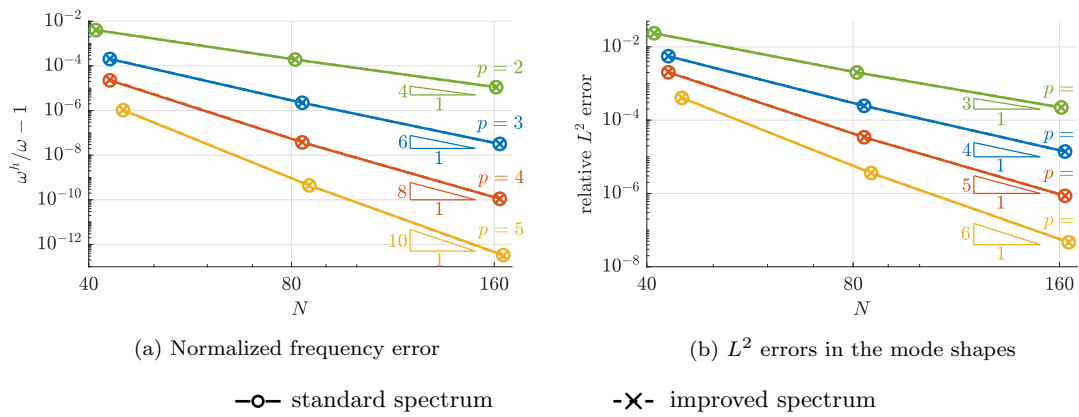 10^{-2}
10^{-4}
10^{-6}
10^{-8}
10^{-10}
10^{-12}
ω^h/ω − 1
p = 2
4
1
p = 3
6
1
p = 4
8
1
p = 5
10
1
40
80
160
N
(a) Normalized frequency error
10^{-2}
10^{-4}
10^{-6}
10^{-8}
relative L^2 error
p =
3
1
p =
4
1
p =
5
1
p =
6
1
40
80
160
N
(b) L^2 errors in the mode shapes
standard spectrum
improved spectrum